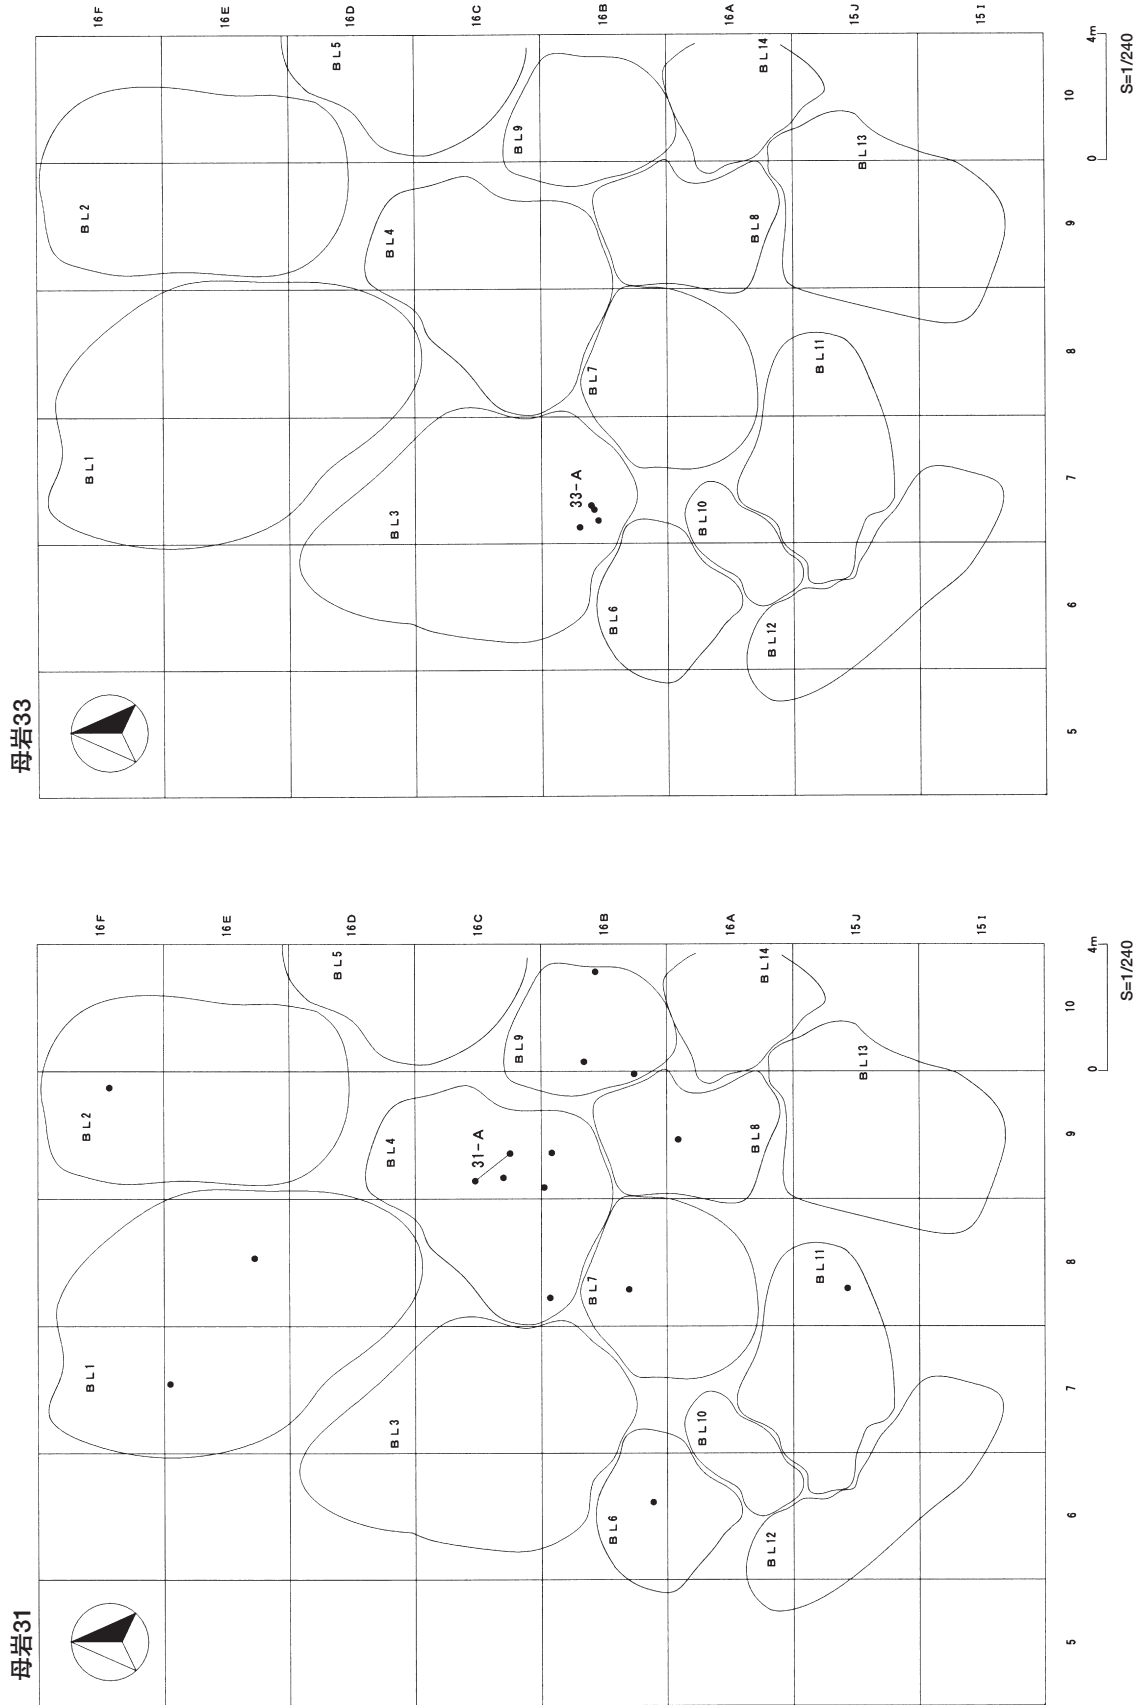 母岩33
16F
16E
16D
16C
16B
16A
15J
15I
BL5
BL14
BL9
BL13
BL2
BL4
BL8
BL7
BL11
BL1
33-A
BL3
BL10
BL6
BL12
10
9
8
7
6
5
0 4m
S=1/240
母岩31
16F
16E
16D
16C
16B
16A
15J
15I
BL5
BL14
BL9
BL13
BL2
BL4
31-A
BL8
BL7
BL11
BL1
BL3
BL10
BL6
BL12
10
9
8
7
6
5
0 4m
S=1/240